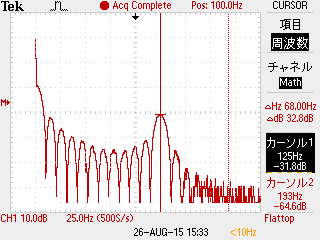 Tek Acq Complete Pos: 100.0Hz CURSOR
項目
周波数
チャネル
Math
M
△Hz 68.00Hz
△dB 32.8dB
カーソル1
125Hz
-31.8dB
カーソル2
193Hz
-64.6dB
CH1 10.0dB 25.0Hz (500S/s) Flattop
26-AUG-15 15:33 <10Hz